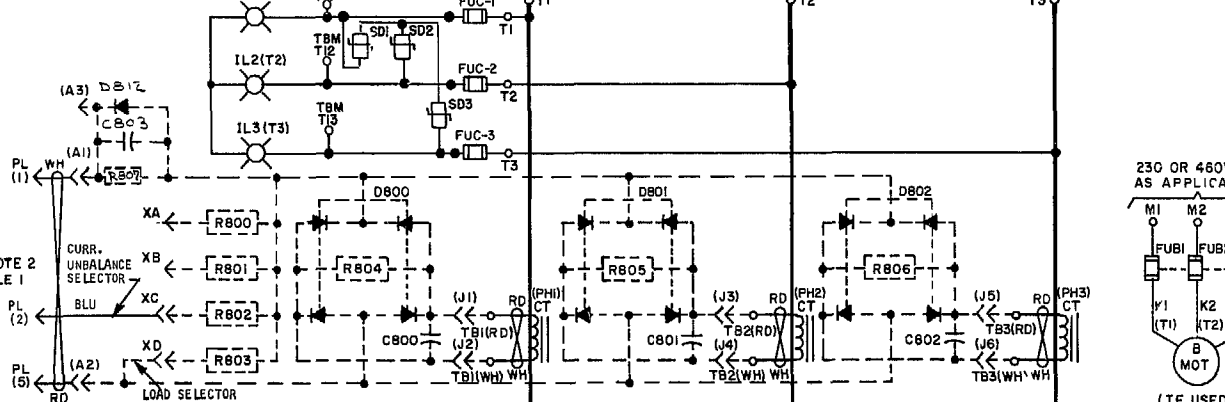 FUC-1
T1
T2
T3
T1
SD1
SD2
TBM
T12
IL2(T2)
FUC-2
T2
(A3)
D812
C803
TBM
T13
SD3
IL3(T3)
FUC-3
T3
(A1)
PL
(1)
WH
R807
230 OR 460
AS APPLICA
M1
M2
D800
D801
D802
XA
R800
CURR.
UNBALANCE
SELECTOR
XB
R801
R804
R805
R806
FUB1
FUB
PL
(2)
BLU
XC
R802
(J1)
RD
(PH1)
CT
(J3)
RD
(PH2)
CT
(J5)
RD
(PH3)
CT
TB1(RD)
TB2(RD)
TB3(RD)
K1
(T1)
K2
(T2)
C800
C801
C802
XD
R803
(J2)
(J4)
(J6)
TB1(WH)
WH
TB2(WH)
WH
TB3(WH)
WH
B
MOT
PL
(5)
(A2)
RD
LOAD SELECTOR
(IF USED